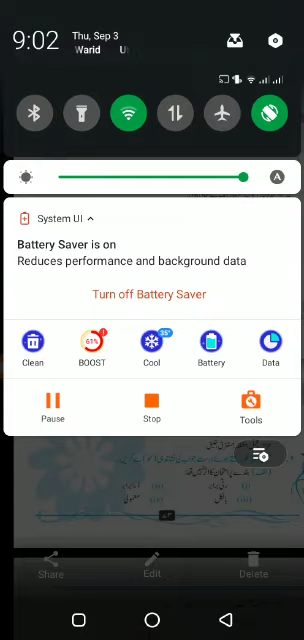 9:02
Thu, Sep 3
Warid
A
System UI
Battery Saver is on
Reduces performance and background data
Turn off Battery Saver
61%
35°
Clean
BOOST
Cool
Battery
Data
Pause
Stop
Tools
Share
Edit
Delete